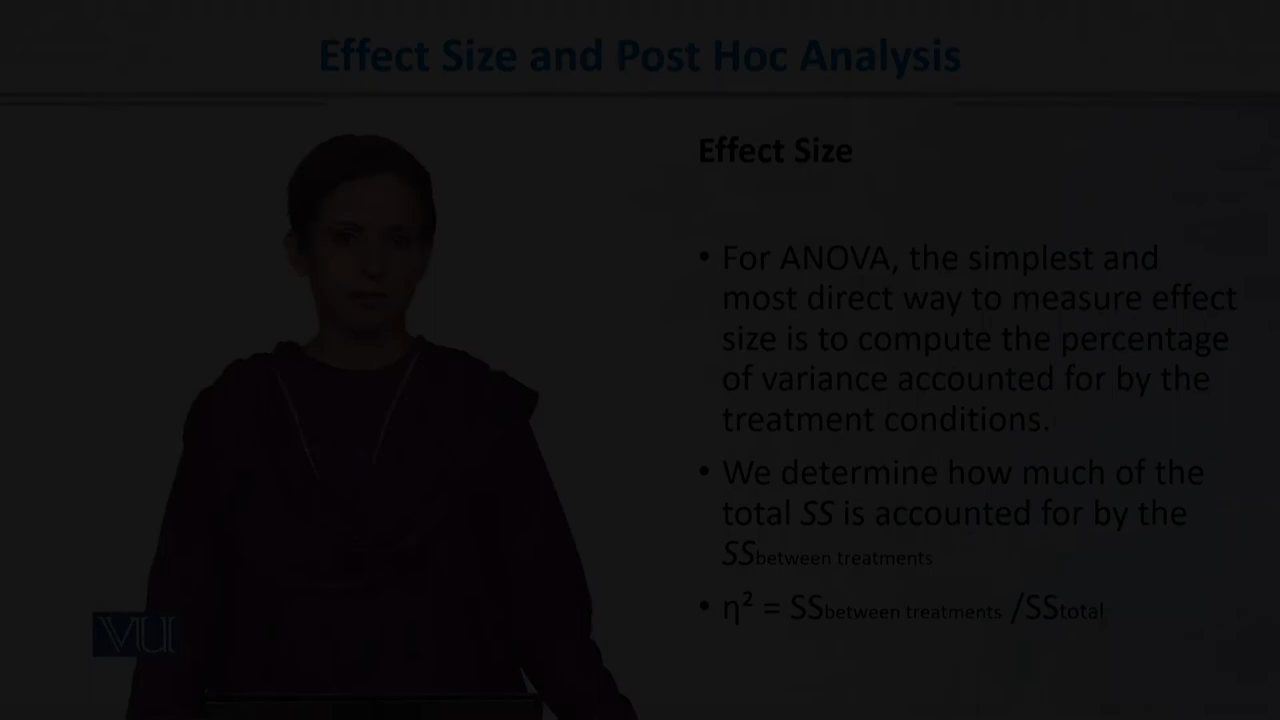 Effect Size and Post Hoc Analysis
Effect Size
• For ANOVA, the simplest and
most direct way to measure effect
size is to compute the percentage
of variance accounted for by the
treatment conditions.
• We determine how much of the
total SS is accounted for by the
SSbetween treatments
• η² = SSbetween treatments /SStotal
VU